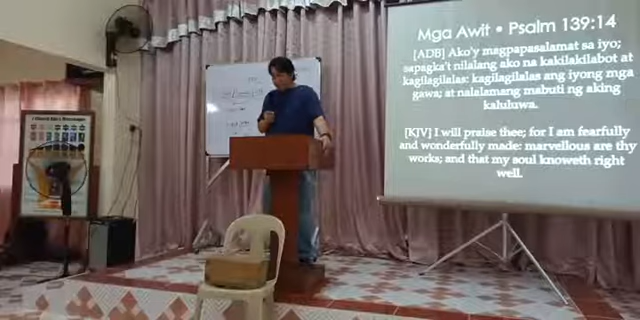 Mga Awit • Psalm 139:14
[ADB] Ako'y magpapasalamat sa iyo;
sapagka't nilalang ako na kakilakilabot at
kagilagilalas: kagilagilalas ang iyong mga
gawa; at nalalamang mabuti ng aking
kaluluwa.
[KJV] I will praise thee; for I am fearfully
and wonderfully made: marvellous are thy
works; and that my soul knoweth right
well.